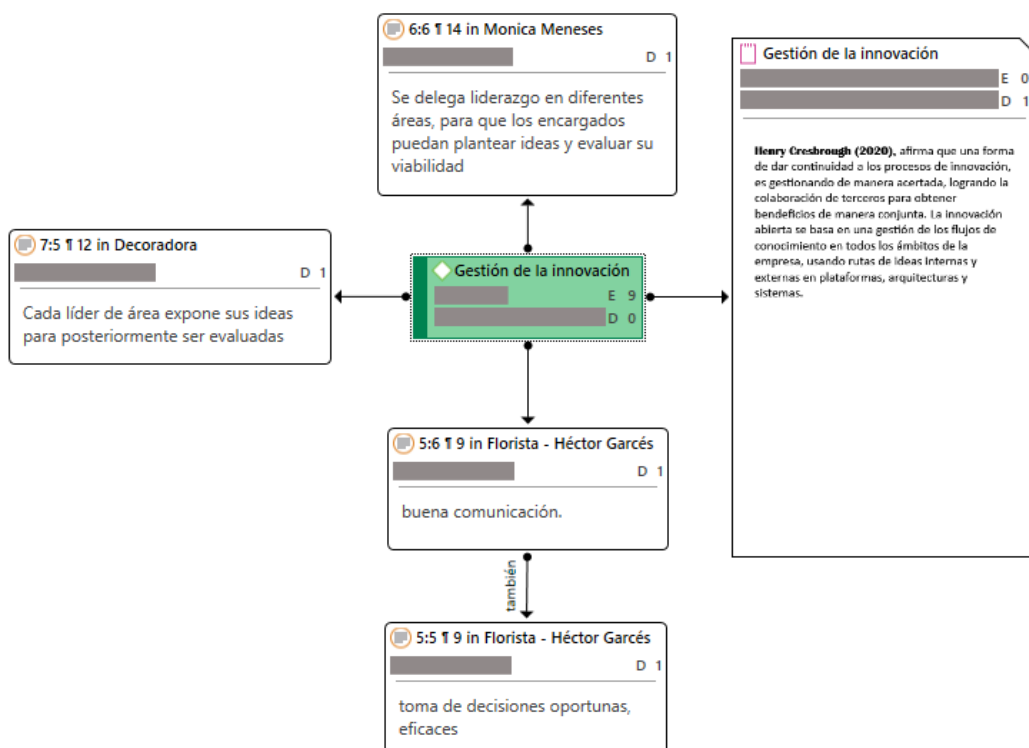 6:6 ¶ 14 in Monica Meneses
D 1
Se delega liderazgo en diferentes
áreas, para que los encargados
puedan plantear ideas y evaluar su
viabilidad
Gestión de la innovación
E 0
D 1
Henry Cresbrough (2020), afirma que una forma
de dar continuidad a los procesos de innovación,
es gestionando de manera acertada, logrando la
colaboración de terceros para obtener
bendeficios de manera conjunta. La innovación
abierta se basa en una gestión de los flujos de
conocimiento en todos los ámbitos de la
empresa, usando rutas de ideas internas y
externas en plataformas, arquitecturas y
sistemas.
7:5 ¶ 12 in Decoradora
D 1
Cada líder de área expone sus ideas
para posteriormente ser evaluadas
Gestión de la innovación
E 9
D 0
5:6 ¶ 9 in Florista - Héctor Garcés
D 1
buena comunicación.
también
5:5 ¶ 9 in Florista - Héctor Garcés
D 1
toma de decisiones oportunas,
eficaces